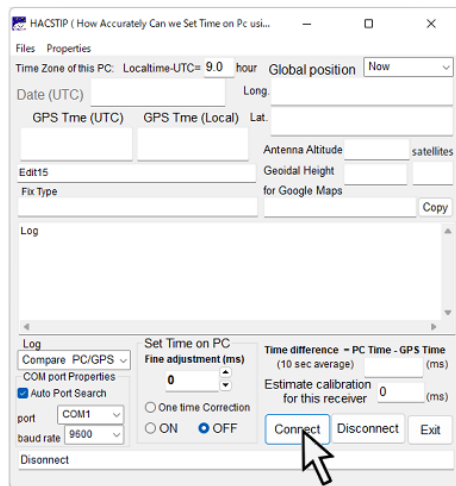 HACSTIP ( How Accurately Can we Set Time on Pc usi...
Files Properties
Time Zone of this PC: Localtime-UTC= 9.0 hour
Global position Now
Date (UTC)
Long.
GPS Tme (UTC) GPS Tme (Local) Lat.
Antenna Altitude satellites
Edit15
Geoidal Height
Fix Type
for Google Maps
Copy
Log
Log
Compare PC/GPS
COM port Properties
Auto Port Search
port COM1
baud rate 9600
Set Time on PC
Fine adjustment (ms)
0
One time Correction
ON OFF
Time difference = PC Time - GPS Time
(10 sec average) (ms)
Estimate calibration
for this receiver 0 (ms)
Connect Disconnect Exit
Disonnect